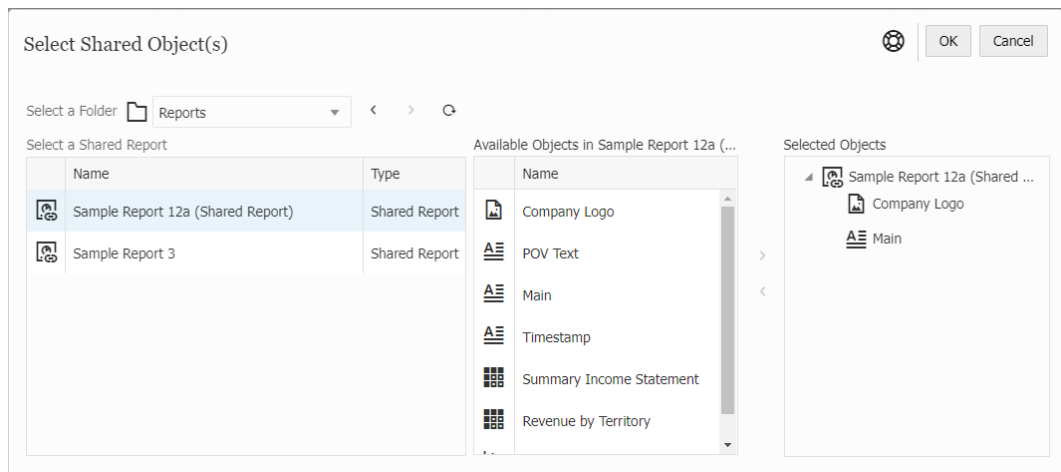 Select Shared Object(s)
OK
Cancel
Select a Folder
Reports
Select a Shared Report
Available Objects in Sample Report 12a (...
Selected Objects
Name
Type
Name
Sample Report 12a (Shared Report)
Shared Report
Sample Report 3
Shared Report
Company Logo
POV Text
Main
Timestamp
Summary Income Statement
Revenue by Territory
Sample Report 12a (Shared ...
Company Logo
Main